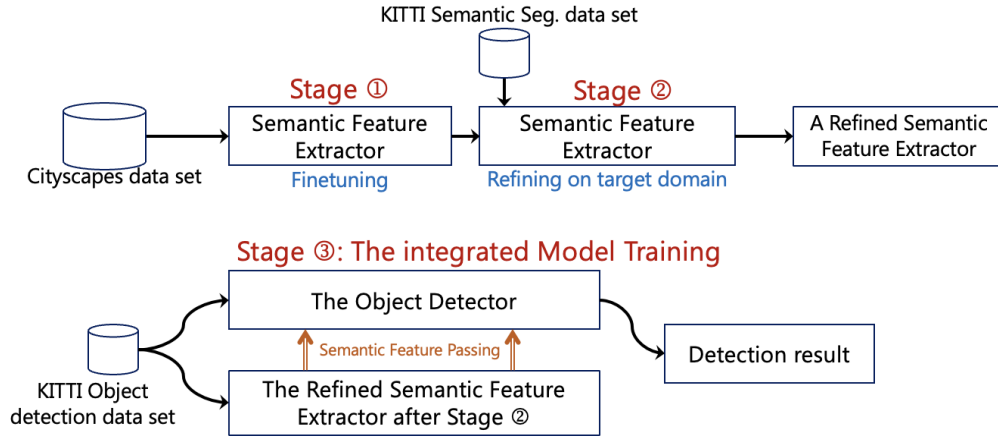 KITTI Semantic Seg. data set
Stage ①
Stage ②
Semantic Feature
Extractor
Semantic Feature
Extractor
A Refined Semantic
Feature Extractor
Cityscapes data set
Finetuning
Refining on target domain
Stage ③: The integrated Model Training
The Object Detector
Semantic Feature Passing
Detection result
KITTI Object
detection data set
The Refined Semantic Feature
Extractor after Stage ②